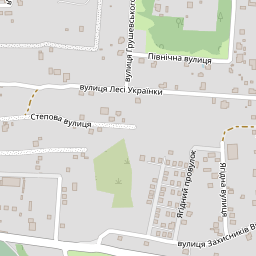 вулиця Грушевського
Північна вулиця
вулиця Лесі Українки
Степова вулиця
Ягідний провулок
Ягідна вулиця
вулиця Захисників